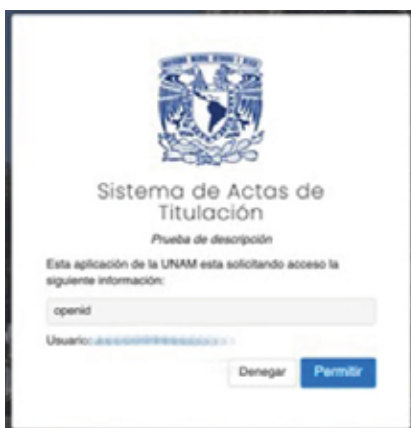 Sistema de Actas de
Titulación
Prueba de descripción
Esta aplicación de la UNAM esta solicitando acceso la
siguiente información:
openid
Usuario:
Denegar
Permitir